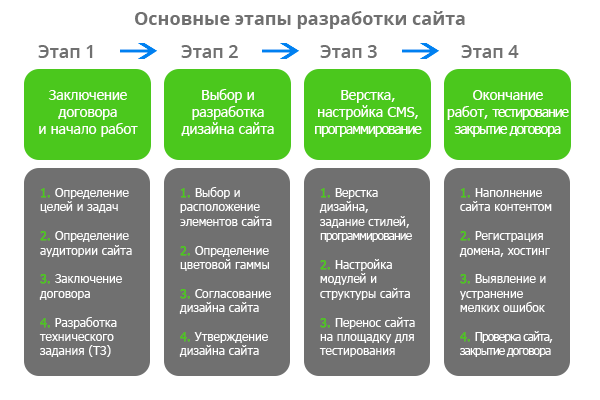 Основные этапы разработки сайта
Этап 1
Этап 2
Этап 3
Этап 4
Заключение
договора
и начало работ
Выбор и
разработка
дизайна сайта
Верстка,
настройка CMS,
программирование
Окончание
работ, тестирование
закрытие договора
1. Определение
целей и задач
2. Определение
аудитории сайта
3. Заключение
договора
4. Разработка
технического
задания (ТЗ)
1. Выбор и
расположение
элементов сайта
2. Определение
цветовой гаммы
3. Согласование
дизайна сайта
4. Утверждение
дизайна сайта
1. Верстка
дизайна,
задание стилей,
программирование
2. Настройка
модулей и
структуры сайта
3. Перенос сайта
на площадку для
тестирования
1. Наполнение
сайта контентом
2. Регистрация
домена, хостинг
3. Выявление и
устранение
мелких ошибок
4. Проверка сайта,
закрытие договора